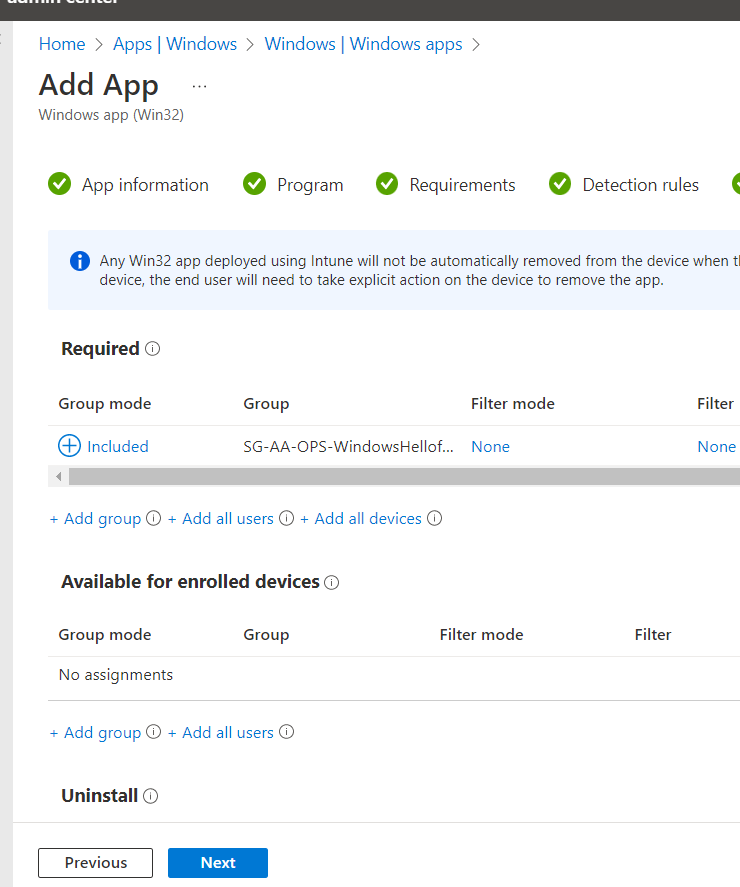 admin center
Home > Apps | Windows > Windows | Windows apps >
Add App ...
Windows app (Win32)
App information Program Requirements Detection rules
Any Win32 app deployed using Intune will not be automatically removed from the device when
device, the end user will need to take explicit action on the device to remove the app.
Required
Group mode Group Filter mode Filter
Included SG-AA-OPS-WindowsHellof... None None
+ Add group + Add all users + Add all devices
Available for enrolled devices
Group mode Group Filter mode Filter
No assignments
+ Add group + Add all users
Uninstall
Previous Next